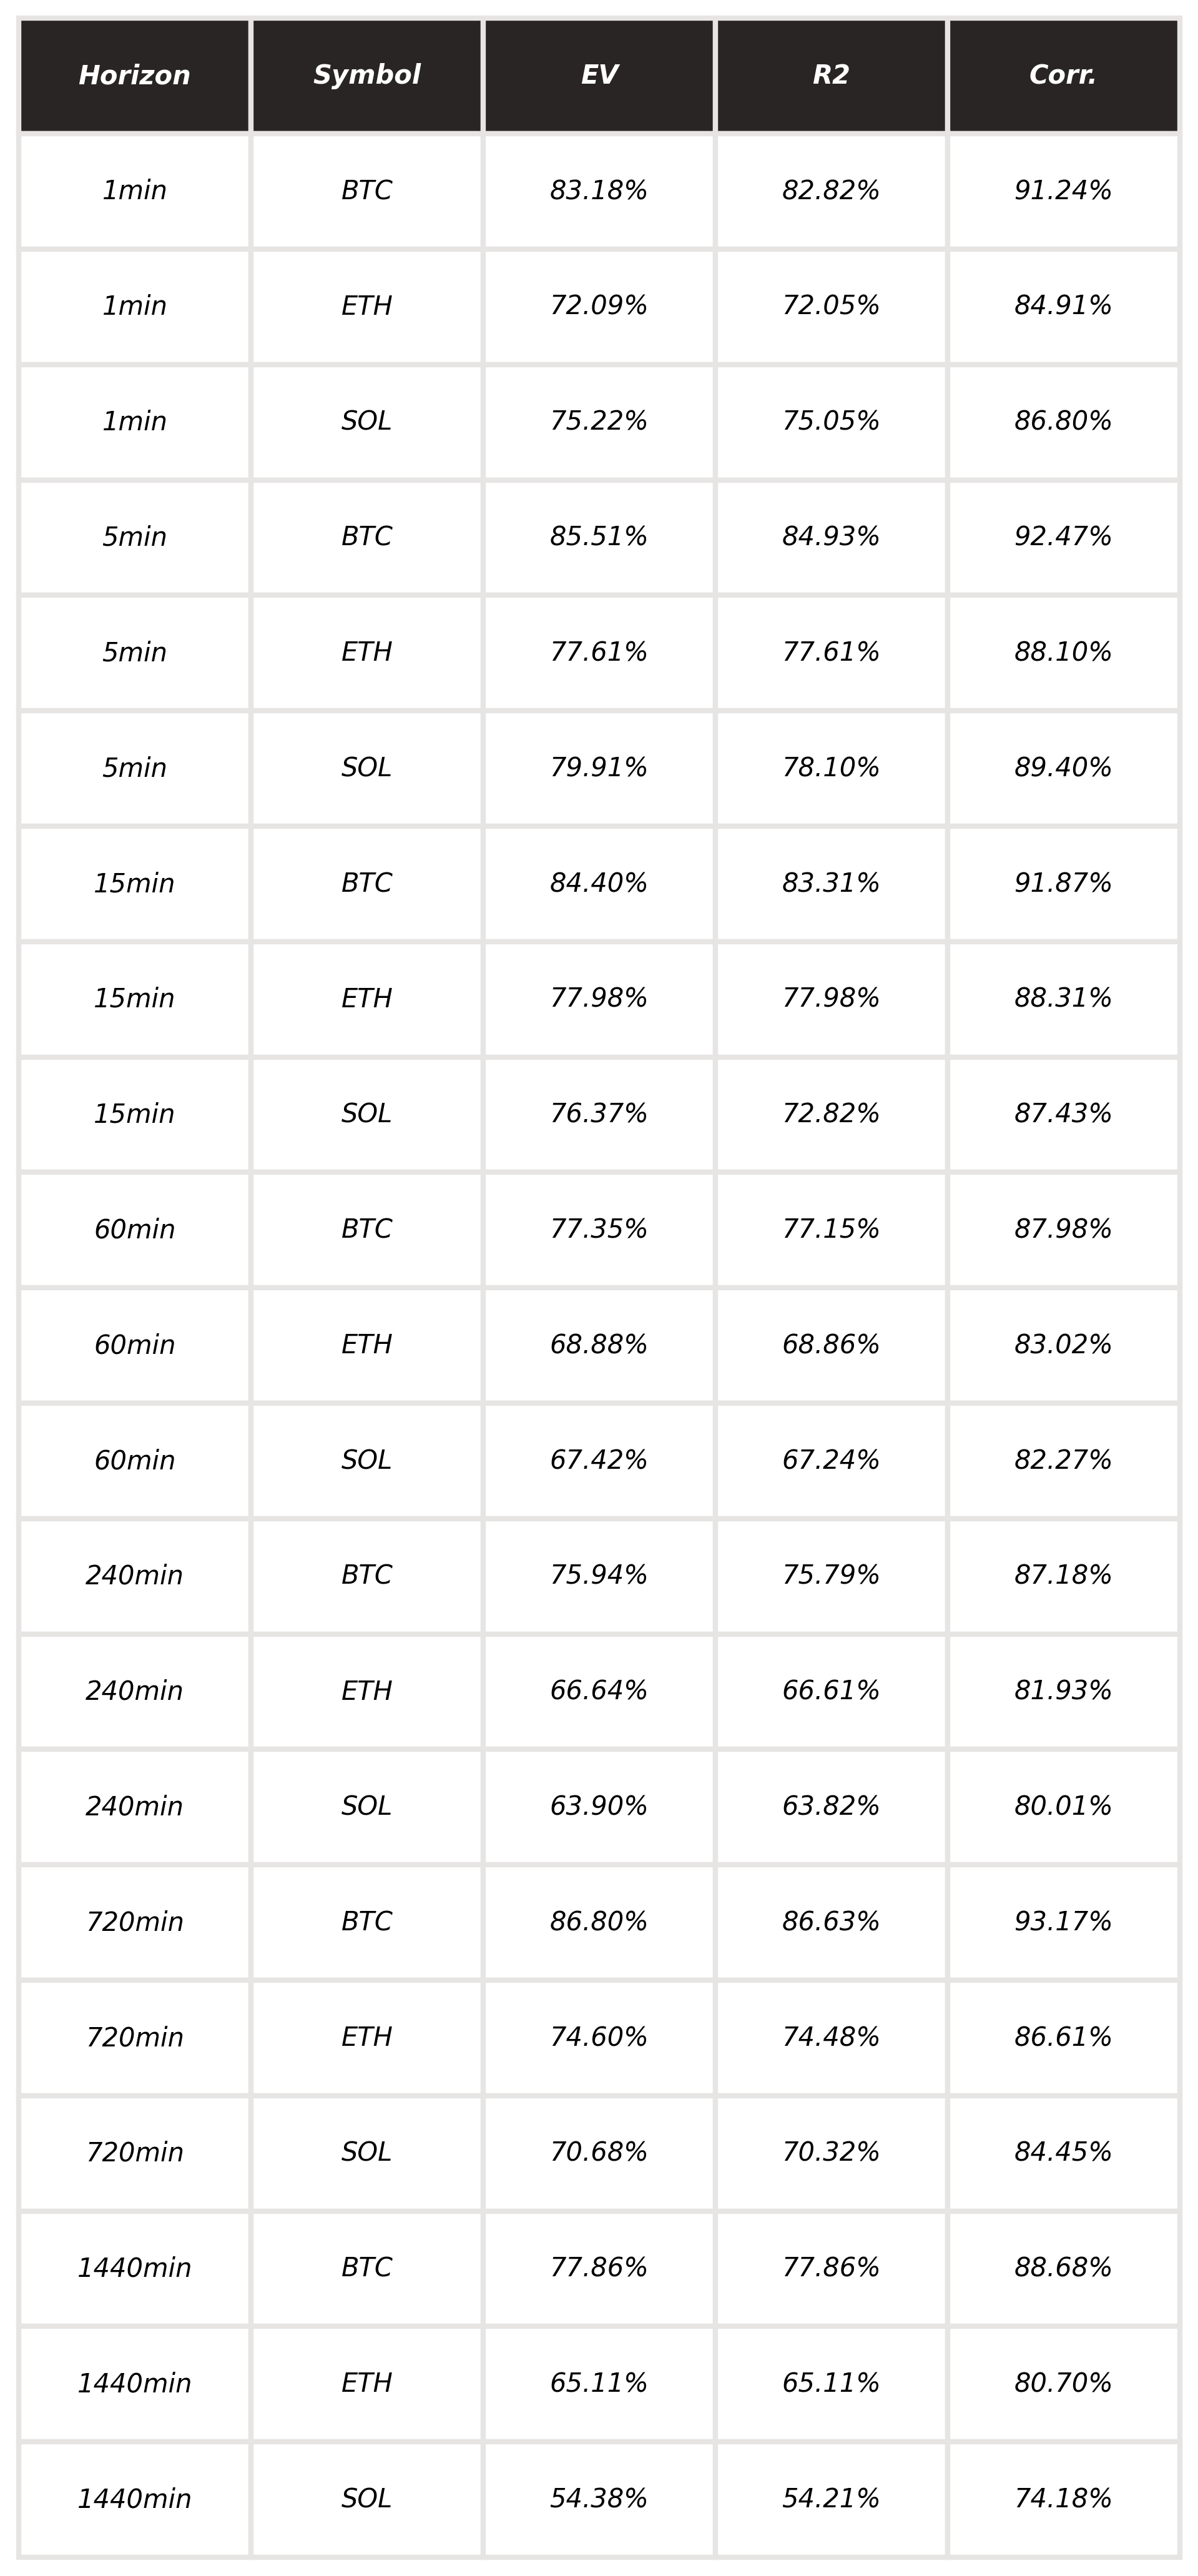 Horizon Symbol EV R2 Corr.
1min BTC 83.18% 82.82% 91.24%
1min ETH 72.09% 72.05% 84.91%
1min SOL 75.22% 75.05% 86.80%
5min BTC 85.51% 84.93% 92.47%
5min ETH 77.61% 77.61% 88.10%
5min SOL 79.91% 78.10% 89.40%
15min BTC 84.40% 83.31% 91.87%
15min ETH 77.98% 77.98% 88.31%
15min SOL 76.37% 72.82% 87.43%
60min BTC 77.35% 77.15% 87.98%
60min ETH 68.88% 68.86% 83.02%
60min SOL 67.42% 67.24% 82.27%
240min BTC 75.94% 75.79% 87.18%
240min ETH 66.64% 66.61% 81.93%
240min SOL 63.90% 63.82% 80.01%
720min BTC 86.80% 86.63% 93.17%
720min ETH 74.60% 74.48% 86.61%
720min SOL 70.68% 70.32% 84.45%
1440min BTC 77.86% 77.86% 88.68%
1440min ETH 65.11% 65.11% 80.70%
1440min SOL 54.38% 54.21% 74.18%